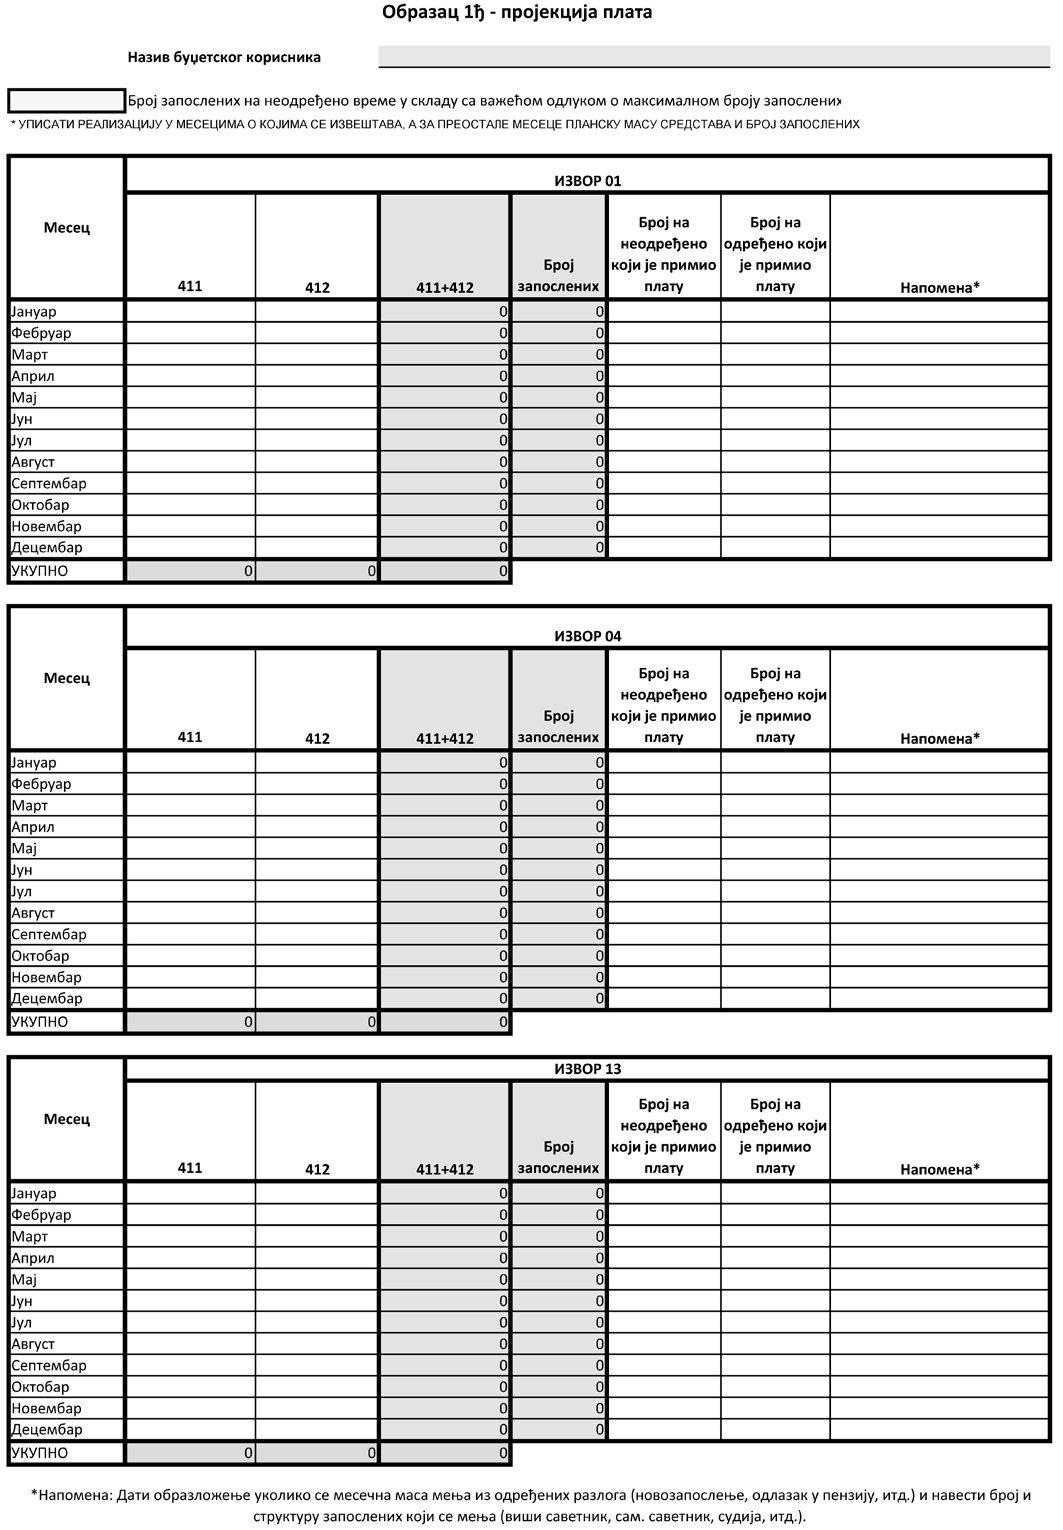 Образац 1ђ - пројекција плата
Назив буџетског корисника
Број запослених на неодређено време у складу са важећом одлуком о максималном броју запослених
* УПИСАТИ РЕАЛИЗАЦИЈУ У МЕСЕЦИМА О КОЈИМА СЕ ИЗВЕШТАВА, А ЗА ПРЕОСТАЛЕ МЕСЕЦЕ ПЛАНСКУ МАСУ СРЕДСТАВА И БРОЈ ЗАПОСЛЕНИХ
ИЗВОР 01
Месец
411
412
411+412
Број
запослених
Број на
неодређено
који је примио
плату
Број на
одређено који
је примио
плату
Напомена*
Јануар 0 0
Фебруар 0 0
Март 0 0
Април 0 0
Мај 0 0
Јун 0 0
Јул 0 0
Август 0 0
Септембар 0 0
Октобар 0 0
Новембар 0 0
Децембар 0 0
УКУПНО 0 0 0
ИЗВОР 04
Месец
411
412
411+412
Број
запослених
Број на
неодређено
који је примио
плату
Број на
одређено који
је примио
плату
Напомена*
Јануар 0 0
Фебруар 0 0
Март 0 0
Април 0 0
Мај 0 0
Јун 0 0
Јул 0 0
Август 0 0
Септембар 0 0
Октобар 0 0
Новембар 0 0
Децембар 0 0
УКУПНО 0 0 0
ИЗВОР 13
Месец
411
412
411+412
Број
запослених
Број на
неодређено
који је примио
плату
Број на
одређено који
је примио
плату
Напомена*
Јануар 0 0
Фебруар 0 0
Март 0 0
Април 0 0
Мај 0 0
Јун 0 0
Јул 0 0
Август 0 0
Септембар 0 0
Октобар 0 0
Новембар 0 0
Децембар 0 0
УКУПНО 0 0 0
*Напомена: Дати образложење уколико се месечна маса мења из одређених разлога (новозапослење, одлазак у пензију, итд.) и навести број и
структуру запослених који се мења (виши саветник, сам. саветник, судија, итд.).